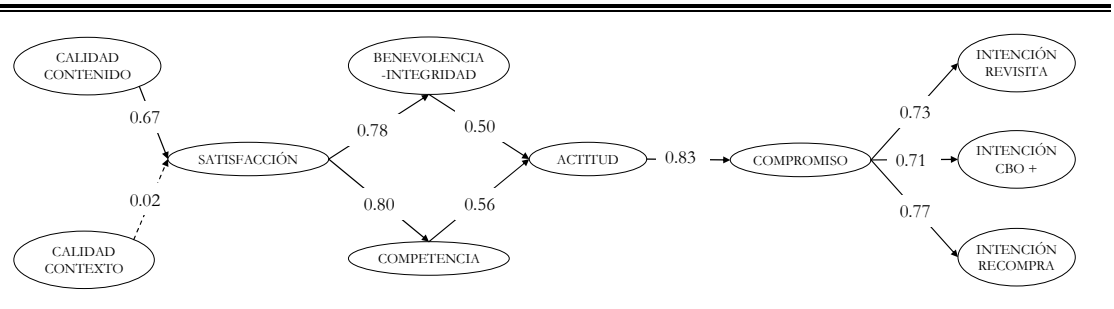 CALIDAD
CONTENIDO
0.67
SATISFACCIÓN
0.02
CALIDAD
CONTEXTO
BENEVOLENCIA
-INTEGRIDAD
0.78
0.50
0.80
0.56
COMPETENCIA
ACTITUD
0.83
COMPROMISO
0.73
0.71
0.77
INTENCIÓN
REVISITA
INTENCIÓN
CBO +
INTENCIÓN
RECOMPRA